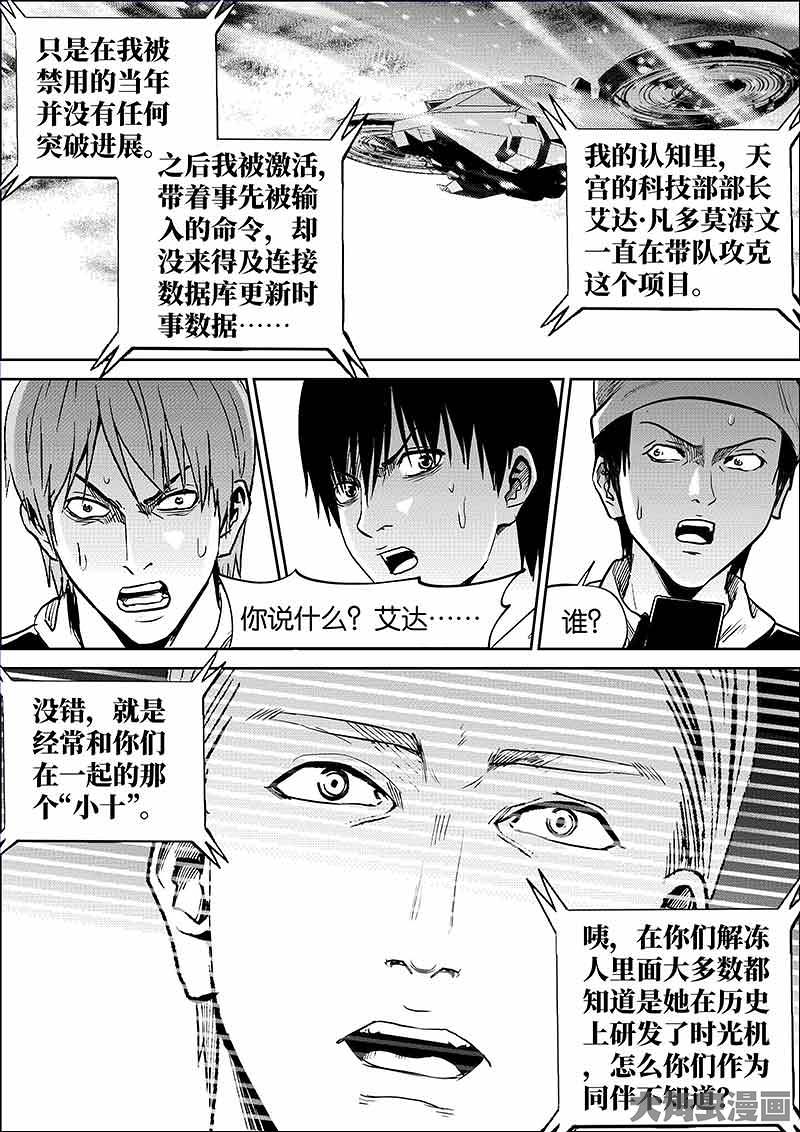 我的认知里，天
宫的科技部部长
艾达·凡多莫海文
一直在带队攻克
这个项目。
只是在我被
禁用的当年
并没有任何
突破进展。
之后我被激活，
带着事先被输
入的命令，却
没来得及连接
数据库更新时
事数据……
谁？
你说什么？艾达……
没错，就是
经常和你们
在一起的那
个“小十”。
咦，在你们解冻
人里面大多数都
知道是她在历史
上研发了时光机
，怎么你们作为
同伴不知道？
大角虫漫画